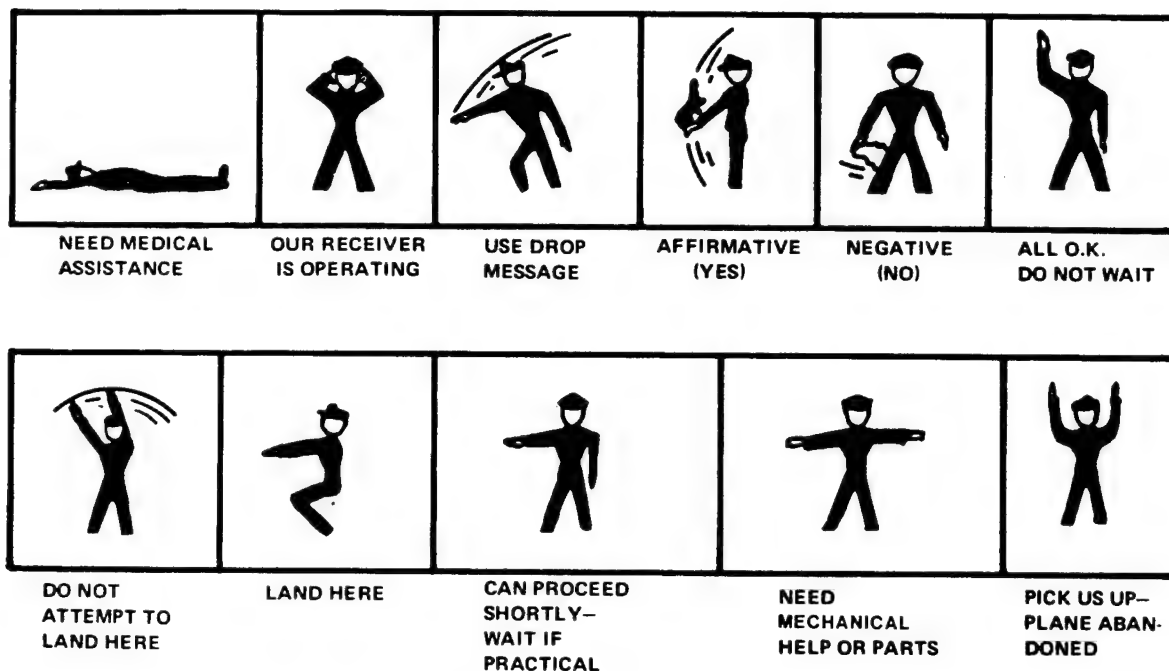 NEED MEDICAL
ASSISTANCE
OUR RECEIVER
IS OPERATING
USE DROP
MESSAGE
AFFIRMATIVE
(YES)
NEGATIVE
(NO)
ALL O.K.
DO NOT WAIT
DO NOT
ATTEMPT TO
LAND HERE
LAND HERE
CAN PROCEED
SHORTLY—
WAIT IF
PRACTICAL
NEED
MECHANICAL
HELP OR PARTS
PICK US UP—
PLANE ABAN-
DONED